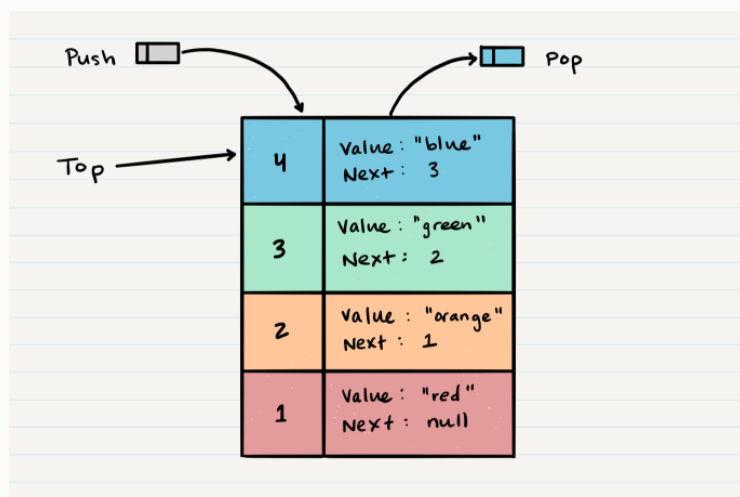 Push
Pop
Top
4
Value : "blue"
Next : 3
3
Value : "green"
Next : 2
2
Value : "orange"
Next : 1
1
Value : "red"
Next : null